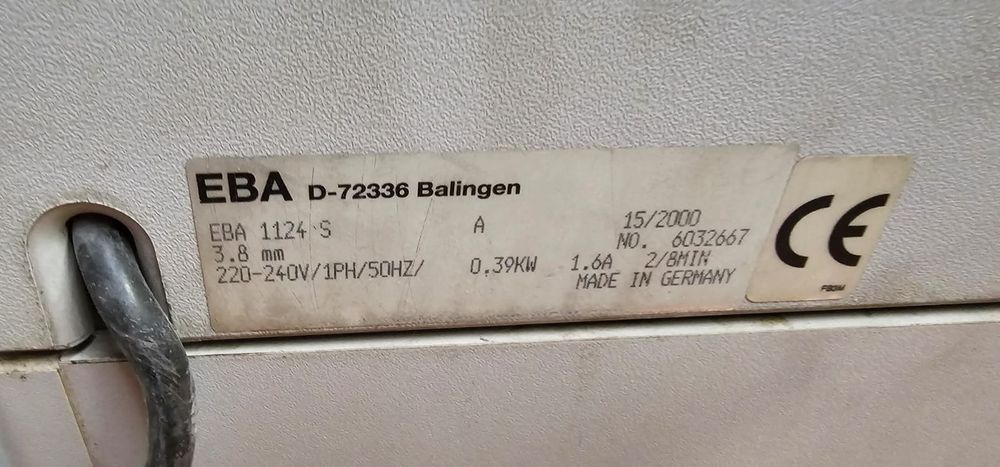 EBA D-72336 Balingen
EBA 1124 S A 15/2000
3.8 mm NO. 6032667
220-240V/1PH/50HZ/ 0,39KW 1.6A 2/8MIN
MADE IN GERMANY
CE